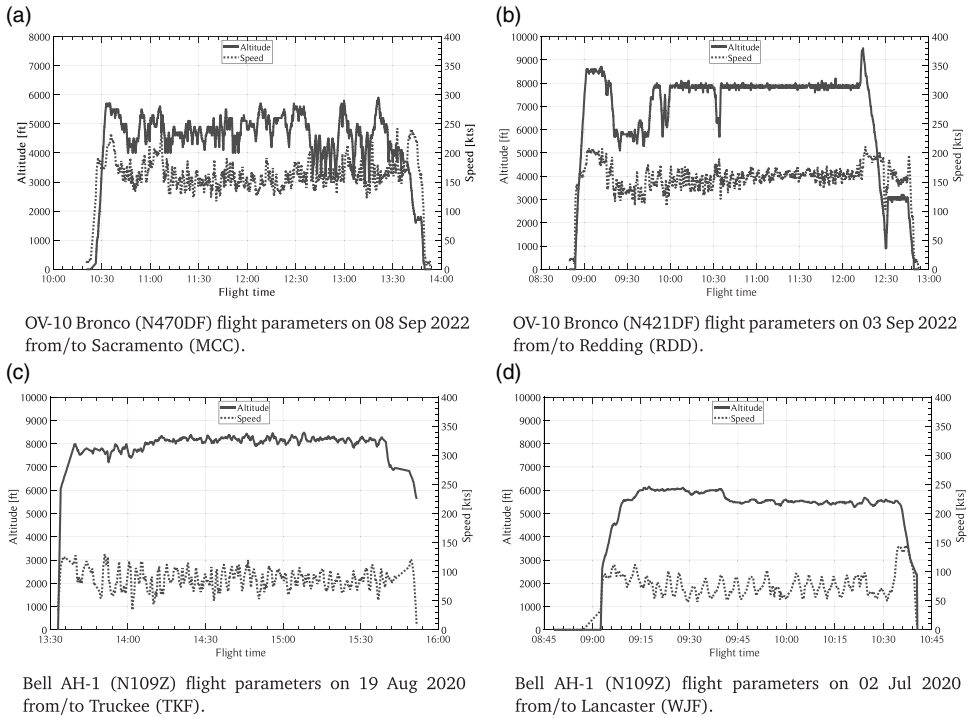 (a)
8000
7000
6000
5000
4000
3000
2000
1000
0
Altitude [ft]
Altitude
Speed
400
350
300
250
200
150
100
50
0
Speed [kts]
10:00 10:30 11:00 11:30 12:00 12:30 13:00 13:30 14:00
Flight time
OV-10 Bronco (N470DF) flight parameters on 08 Sep 2022
from/to Sacramento (MCC).
(b)
10000
9000
8000
7000
6000
5000
4000
3000
2000
1000
0
Altitude [ft]
Altitude
Speed
400
350
300
250
200
150
100
50
0
Speed [kts]
08:30 09:00 09:30 10:00 10:30 11:00 11:30 12:00 12:30 13:00
Flight time
OV-10 Bronco (N421DF) flight parameters on 03 Sep 2022
from/to Redding (RDD).
(c)
10000
9000
8000
7000
6000
5000
4000
3000
2000
1000
0
Altitude [ft]
Altitude
Speed
400
350
300
250
200
150
100
50
0
Speed [kts]
13:30 14:00 14:30 15:00 15:30 16:00
Flight time
Bell AH-1 (N109Z) flight parameters on 19 Aug 2020
from/to Truckee (TKF).
(d)
10000
9000
8000
7000
6000
5000
4000
3000
2000
1000
0
Altitude [ft]
Altitude
Speed
400
350
300
250
200
150
100
50
0
Speed [kts]
08:45 09:00 09:15 09:30 09:45 10:00 10:15 10:30 10:45
Flight time
Bell AH-1 (N109Z) flight parameters on 02 Jul 2020
from/to Lancaster (WJF).